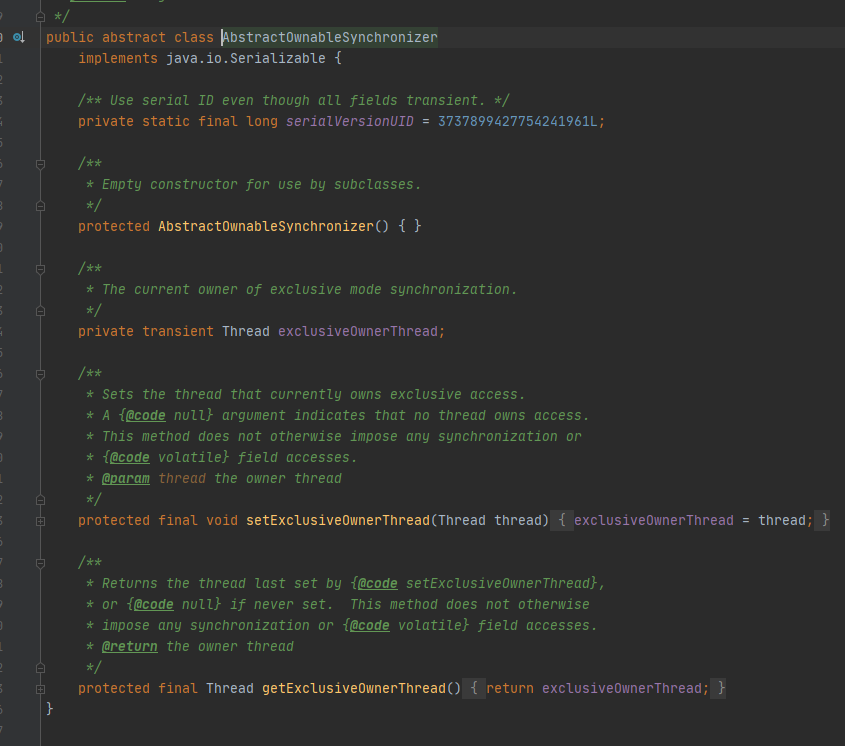 */
public abstract class AbstractOwnableSynchronizer
    implements java.io.Serializable {

    /** Use serial ID even though all fields transient. */
    private static final long serialVersionUID = 3737899427754241961L;

    /**
     * Empty constructor for use by subclasses.
     */
    protected AbstractOwnableSynchronizer() { }

    /**
     * The current owner of exclusive mode synchronization.
     */
    private transient Thread exclusiveOwnerThread;

    /**
     * Sets the thread that currently owns exclusive access.
     * A {@code null} argument indicates that no thread owns access.
     * This method does not otherwise impose any synchronization or
     * {@code volatile} field accesses.
     * @param thread the owner thread
     */
    protected final void setExclusiveOwnerThread(Thread thread) { exclusiveOwnerThread = thread; }

    /**
     * Returns the thread last set by {@code setExclusiveOwnerThread},
     * or {@code null} if never set.  This method does not otherwise
     * impose any synchronization or {@code volatile} field accesses.
     * @return the owner thread
     */
    protected final Thread getExclusiveOwnerThread() { return exclusiveOwnerThread; }
}